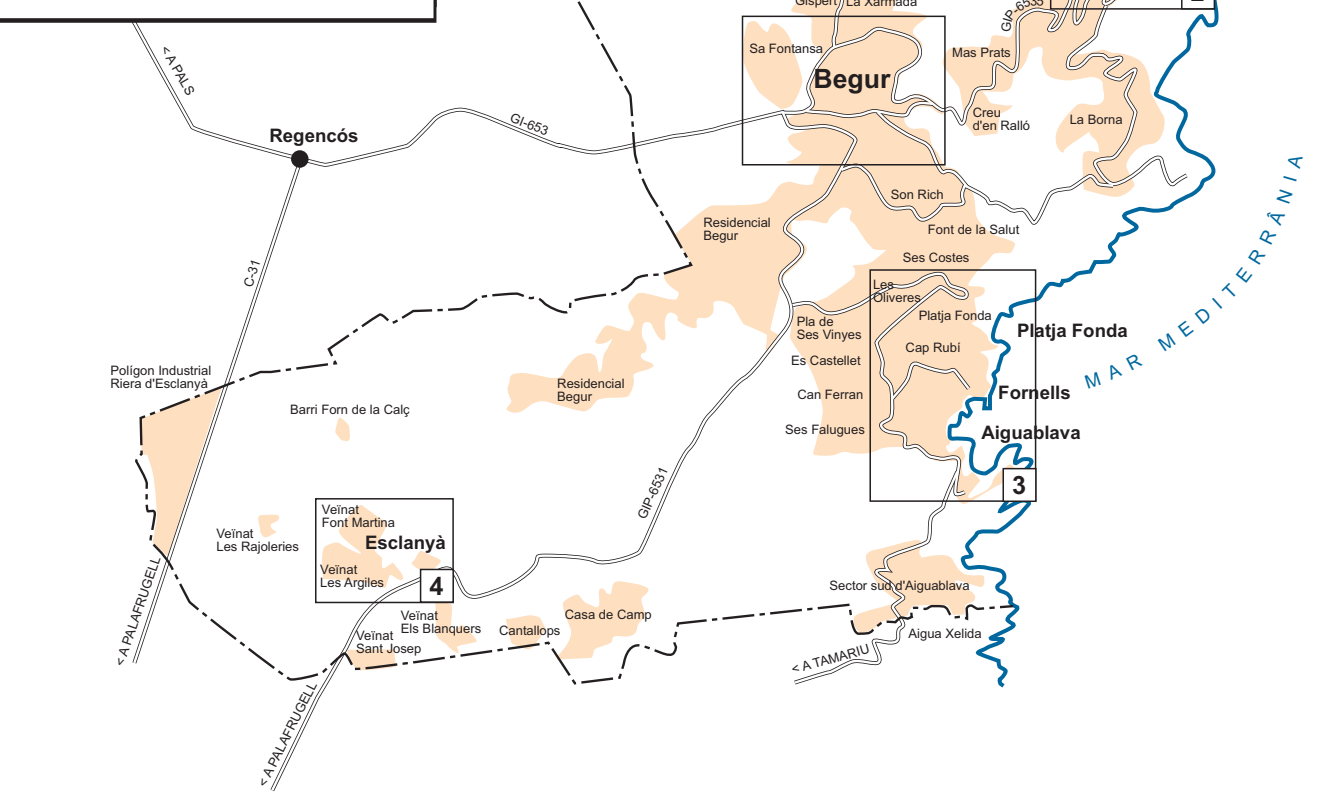 Gispert
La Xarmada
GIP-6535
Sa Fontansa
Begur
Mas Prats
< A PALS
Creu
d'en Ralló
La Borna
Regencós
GI-653
Son Rich
Residencial
Begur
Font de la Salut
Ses Costes
MAR MEDITERRÂNIA
C-31
Les
Oliveres
Platja Fonda
Pla de
Ses Vinyes
Platja Fonda
Cap Rubí
Es Castellet
Polígon Industrial
Riera d'Esclanyà
Residencial
Begur
Can Ferran
Fornells
Barri Forn de la Calç
Ses Falugues
Aiguablava
3
GIP-6531
Veïnat
Font Martina
Veïnat
Les Rajoleries
Esclanyà
Veïnat
Les Argiles
4
Sector sud d'Aiguablava
< A PALAFRUGELL
Veïnat
Els Blanquers
Casa de Camp
Cantallops
Veïnat
Sant Josep
Aigua Xelida
< A TAMARIU
< A PALAFRUGELL